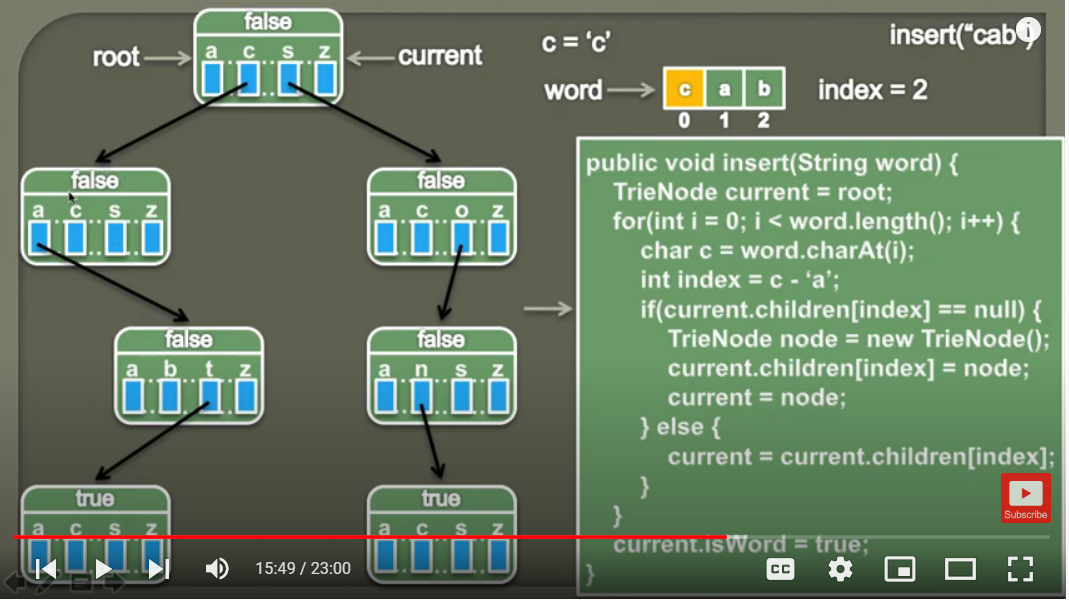 false
a c s z
root
current
c = ‘c’
insert(“cab”)
word
c a b
0 1 2
index = 2
false
a c s z
false
a c o z
false
a b t z
false
a n s z
true
a c s z
true
a c s z
public void insert(String word) {
TrieNode current = root;
for(int i = 0; i < word.length(); i++) {
char c = word.charAt(i);
int index = c - ‘a’;
if(current.children[index] == null) {
TrieNode node = new TrieNode();
current.children[index] = node;
current = node;
} else {
current = current.children[index];
}
}
current.isWord = true;
}
Subscribe
15:49 / 23:00
CC